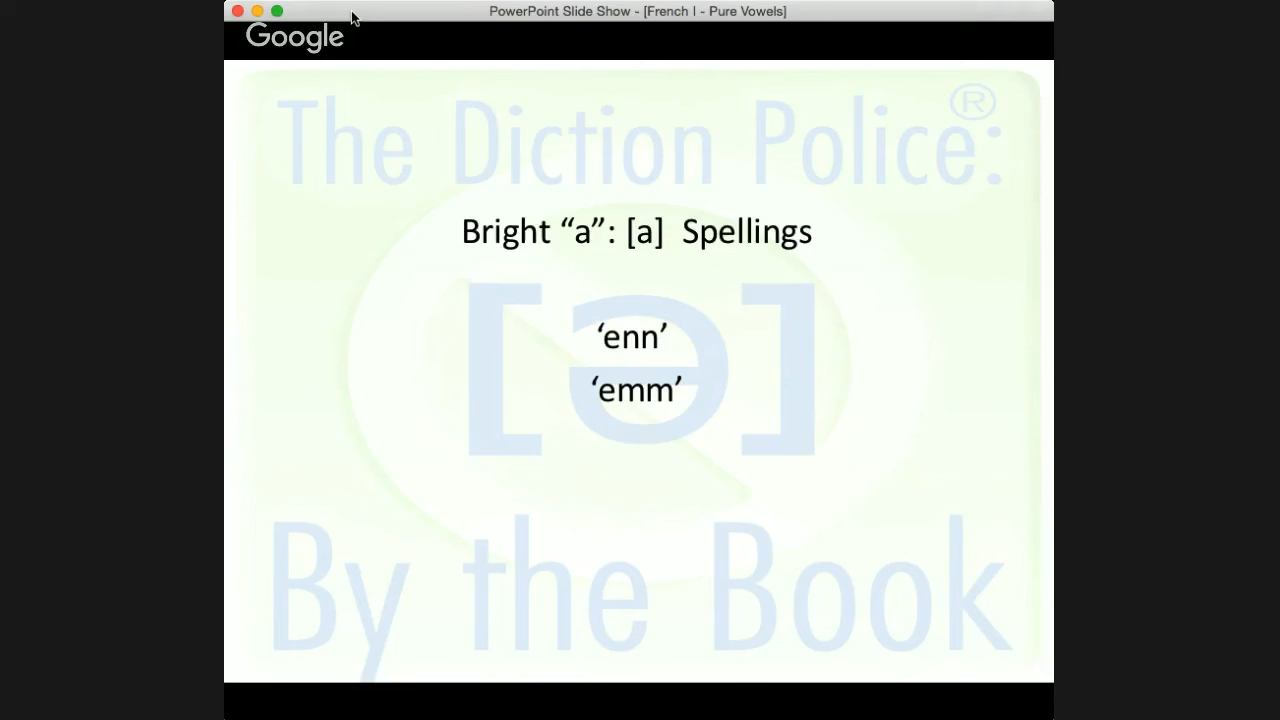 PowerPoint Slide Show - [French I - Pure Vowels]
Google
The Diction Police®:
Bright “a”: [a] Spellings
[ə]
‘enn’
‘emm’
By the Book